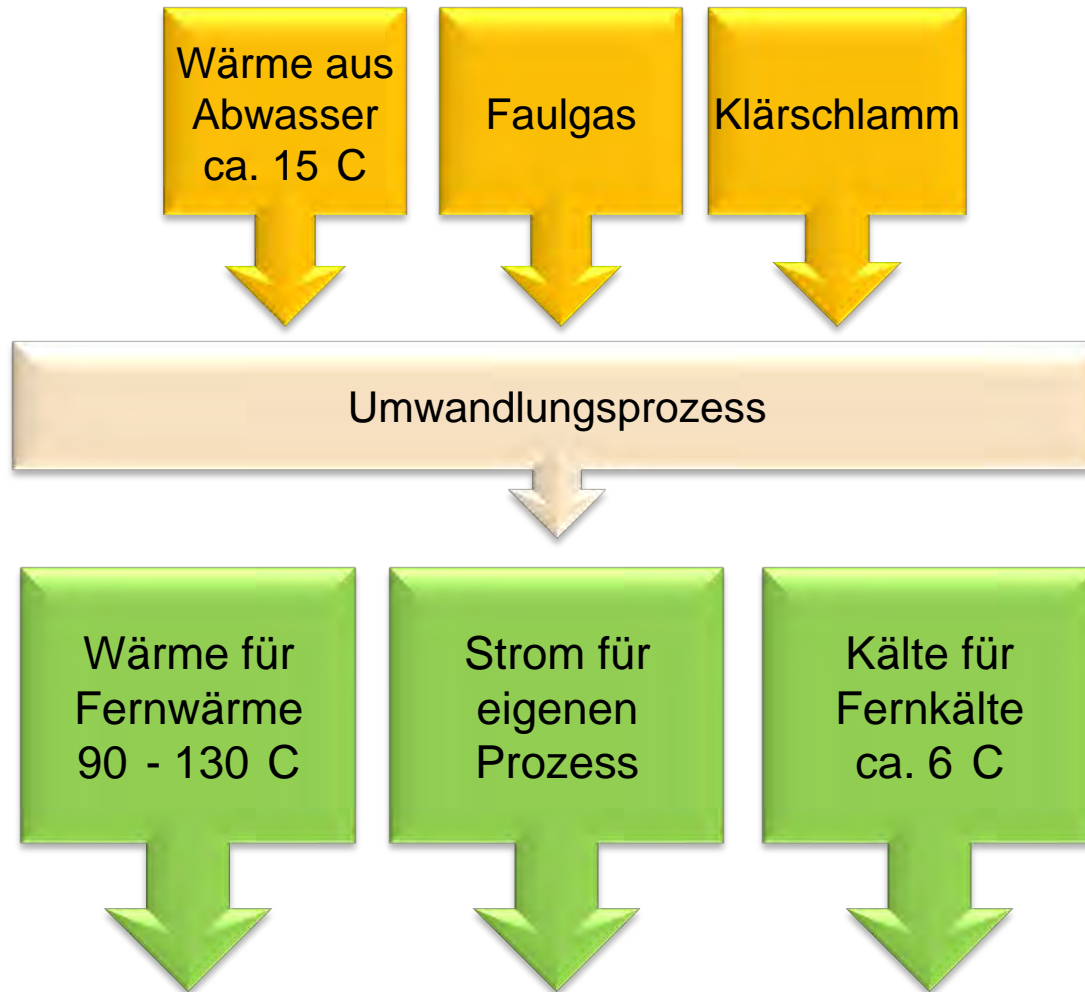 Wärme aus
Abwasser
ca. 15 C
Faulgas
Klärschlamm
Umwandlungsprozess
Wärme für
Fernwärme
90 - 130 C
Strom für
eigenen
Prozess
Kälte für
Fernkälte
ca. 6 C